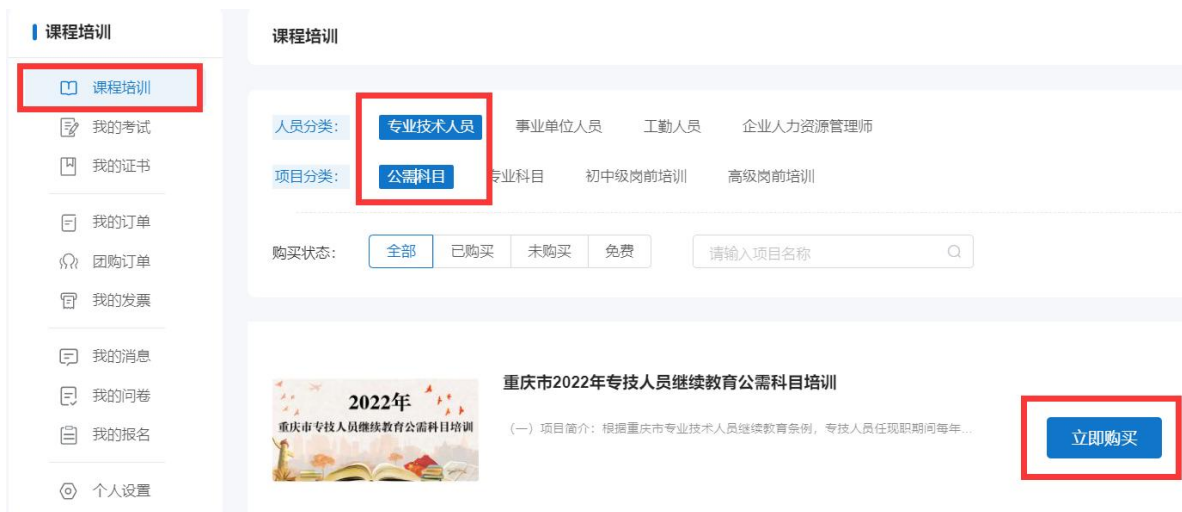 课程培训
课程培训
我的考试
我的证书
我的订单
团购订单
我的发票
我的消息
我的问卷
我的报名
个人设置
课程培训
人员分类： 专业技术人员 事业单位人员 工勤人员 企业人力资源管理师
项目分类： 公需科目 专业科目 初中级岗前培训 高级岗前培训
购买状态： 全部 已购买 未购买 免费 请输入项目名称
2022年
重庆市专技人员继续教育公需科目培训
重庆市2022年专技人员继续教育公需科目培训
（一）项目简介：根据重庆市专业技术人员继续教育条例，专技人员任现职期间每年...
立即购买